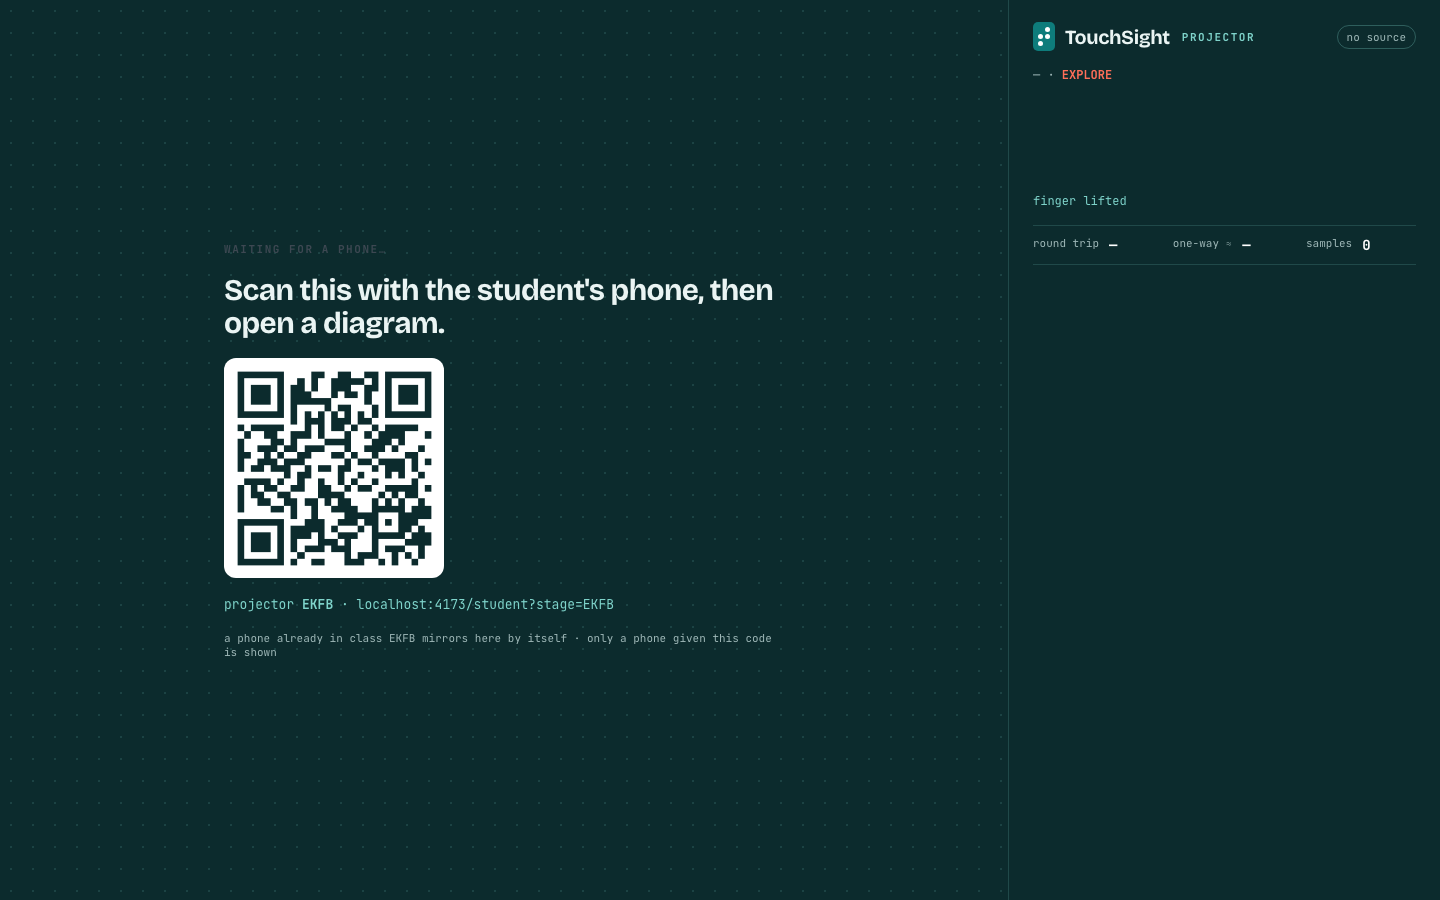 TouchSight PROJECTOR
no source
— · EXPLORE
finger lifted
round trip —
one-way ≈ —
samples 0
WAITING FOR A PHONE…
Scan this with the student's phone, then
open a diagram.
projector EKFB · localhost:4173/student?stage=EKFB
a phone already in class EKFB mirrors here by itself · only a phone given this code
is shown